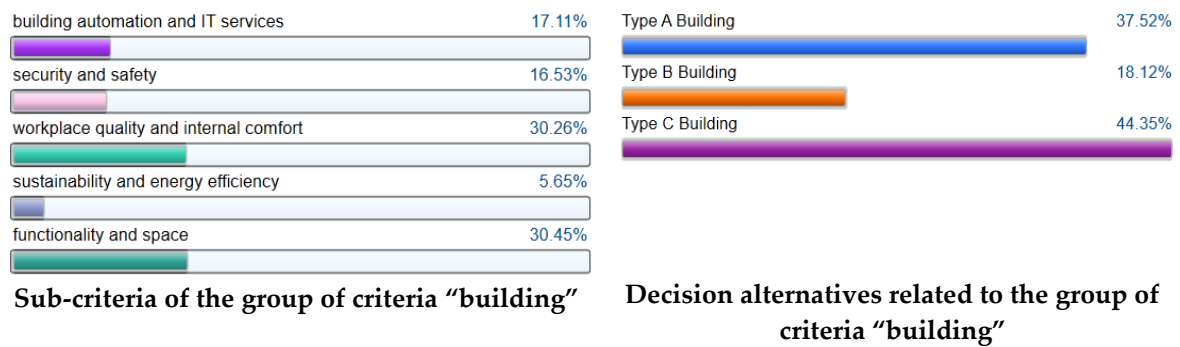 building automation and IT services 17.11%
security and safety 16.53%
workplace quality and internal comfort 30.26%
sustainability and energy efficiency 5.65%
functionality and space 30.45%
Sub-criteria of the group of criteria “building”
Type A Building 37.52%
Type B Building 18.12%
Type C Building 44.35%
Decision alternatives related to the group of
criteria “building”